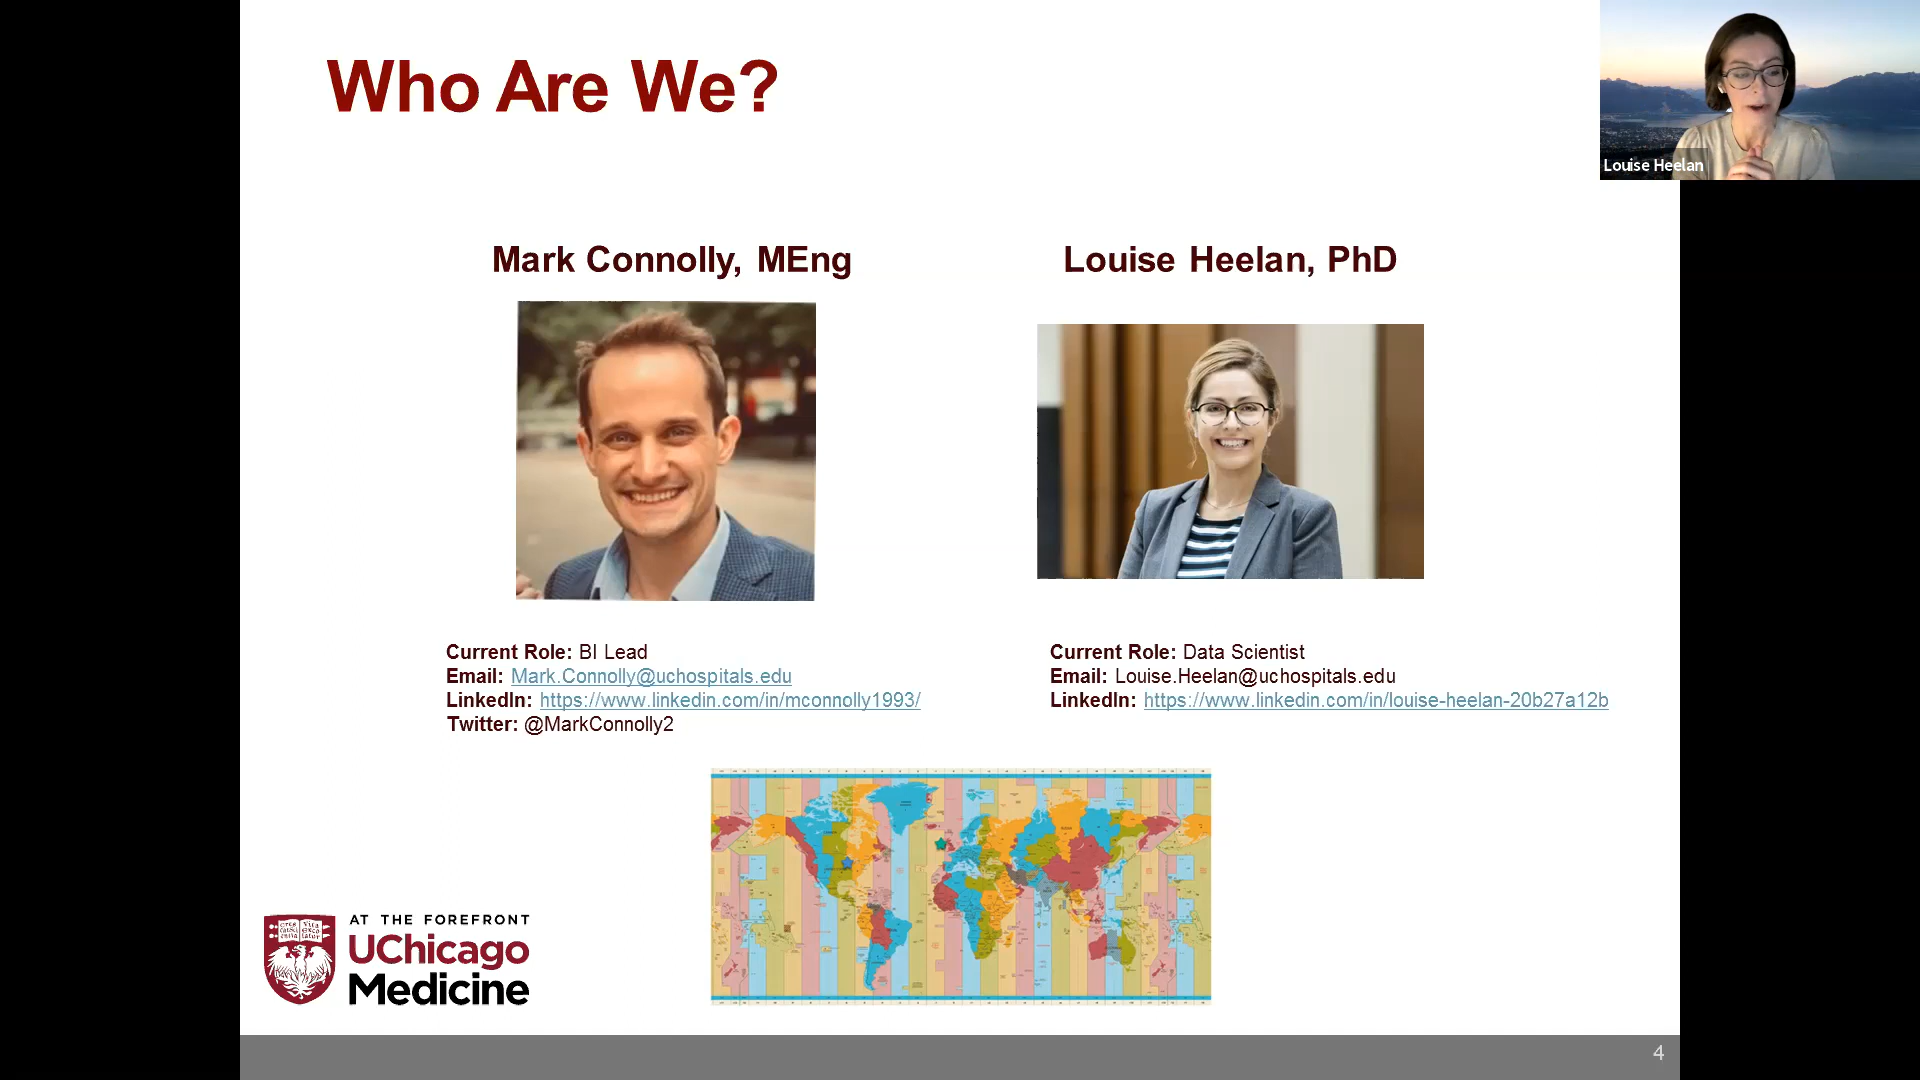 Who Are We?
Louise Heelan
Mark Connolly, MEng
Louise Heelan, PhD
Current Role: BI Lead
Email: Mark.Connolly@uchospitals.edu
LinkedIn: https://www.linkedin.com/in/mconnolly1993/
Twitter: @MarkConnolly2
Current Role: Data Scientist
Email: Louise.Heelan@uchospitals.edu
LinkedIn: https://www.linkedin.com/in/louise-heelan-20b27a12b
AT THE FOREFRONT
UChicago
Medicine
4